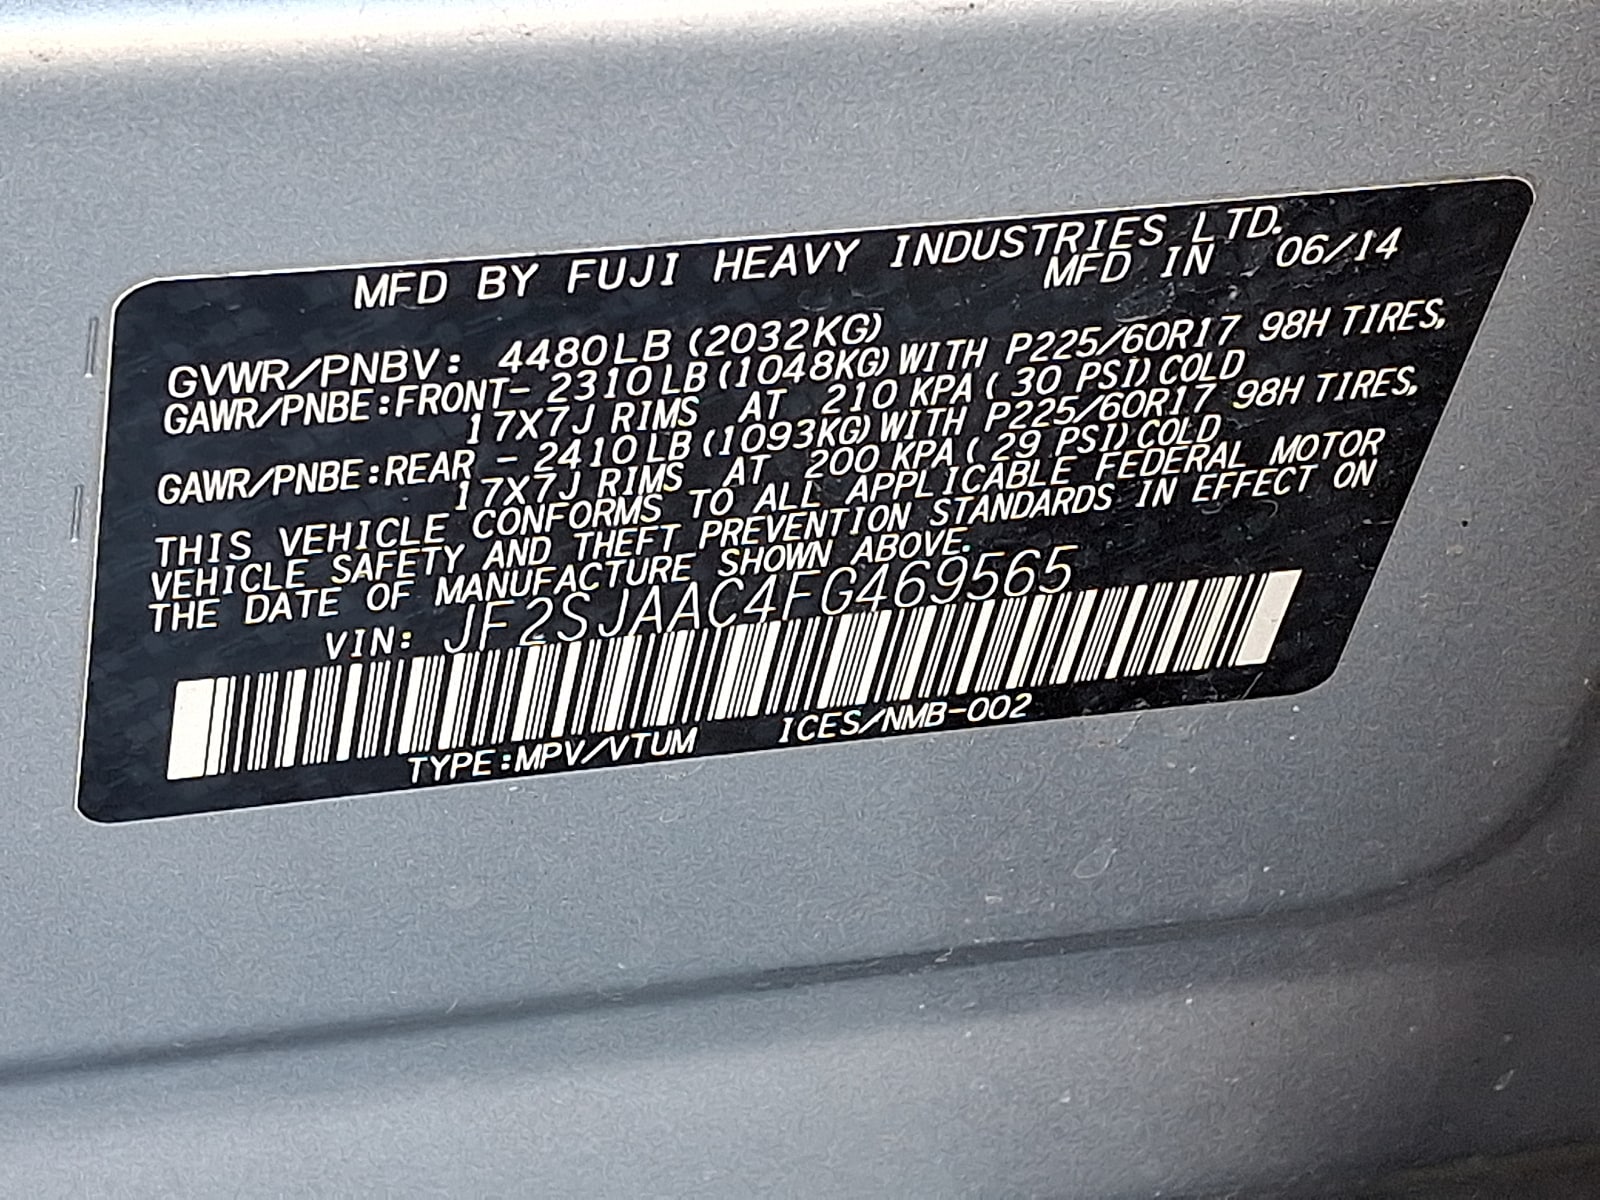 MFD BY FUJI HEAVY INDUSTRIES LTD.
MFD IN 06/14
GVWR/PNBV: 4480LB (2032KG)
GAWR/PNBE:FRONT- 2310LB (1048KG) WITH P225/60R17 98H TIRES,
17X7J RIMS AT 210 KPA ( 30 PSI) COLD
GAWR/PNBE:REAR - 2410LB (1093KG) WITH P225/60R17 98H TIRES,
17X7J RIMS AT 200 KPA ( 29 PSI) COLD
THIS VEHICLE CONFORMS TO ALL APPLICABLE FEDERAL MOTOR
VEHICLE SAFETY AND THEFT PREVENTION STANDARDS IN EFFECT ON
THE DATE OF MANUFACTURE SHOWN ABOVE.
VIN: JF2SJAAC4FG469565
TYPE:MPV/VTUM ICES/NMB-002